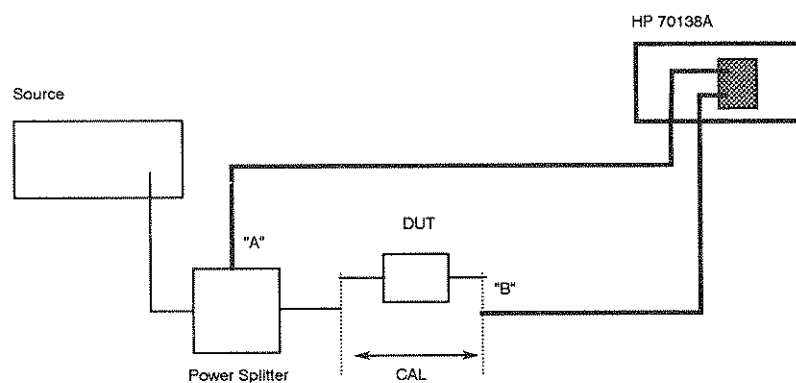 HP 70138A
Source
DUT
"A"
"B"
Power Splitter
CAL